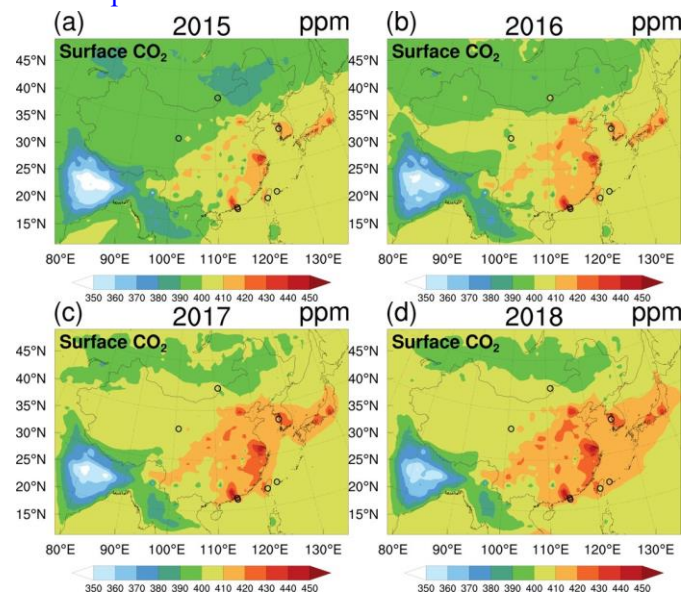 (a) 2015 ppm
Surface CO₂
45°N
40°N
35°N
30°N
25°N
20°N
15°N
80°E 90°E 100°E 110°E 120°E 130°E
350 360 370 380 390 400 410 420 430 440 450
(b) 2016 ppm
Surface CO₂
45°N
40°N
35°N
30°N
25°N
20°N
15°N
80°E 90°E 100°E 110°E 120°E 130°E
350 360 370 380 390 400 410 420 430 440 450
(c) 2017 ppm
Surface CO₂
45°N
40°N
35°N
30°N
25°N
20°N
15°N
80°E 90°E 100°E 110°E 120°E 130°E
350 360 370 380 390 400 410 420 430 440 450
(d) 2018 ppm
Surface CO₂
45°N
40°N
35°N
30°N
25°N
20°N
15°N
80°E 90°E 100°E 110°E 120°E 130°E
350 360 370 380 390 400 410 420 430 440 450